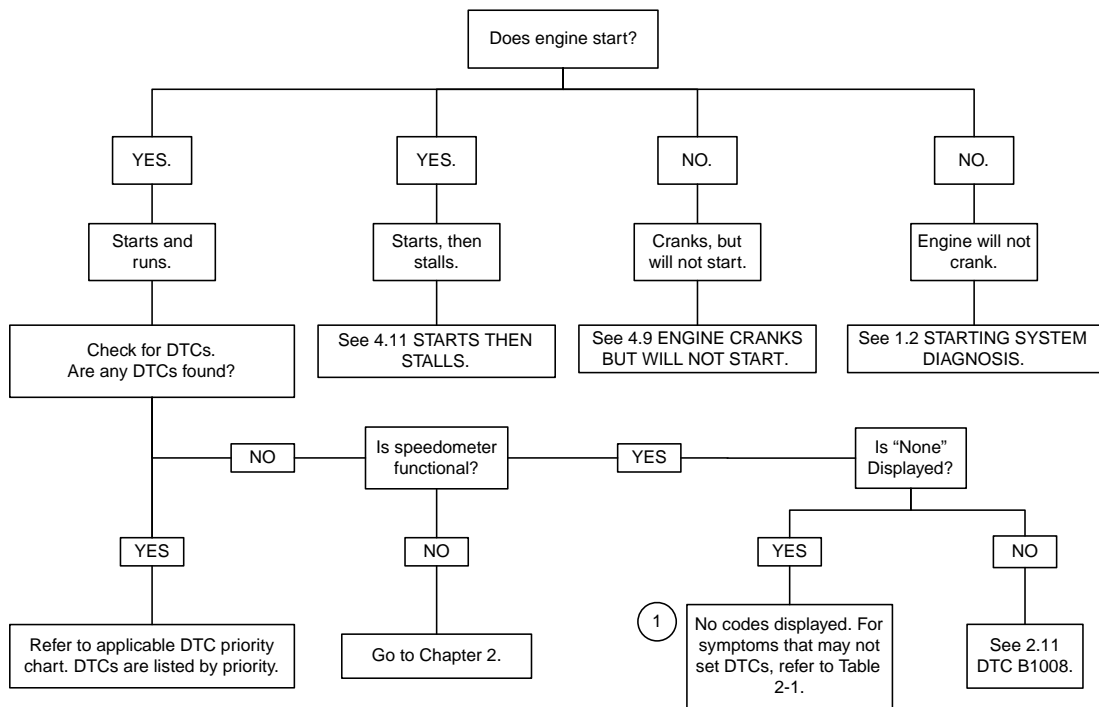 Does engine start?
YES.
YES.
NO.
NO.
Starts and
runs.
Starts, then
stalls.
Cranks, but
will not start.
Engine will not
crank.
Check for DTCs.
Are any DTCs found?
See 4.11 STARTS THEN
STALLS.
See 4.9 ENGINE CRANKS
BUT WILL NOT START.
See 1.2 STARTING SYSTEM
DIAGNOSIS.
NO
Is speedometer
functional?
YES
Is “None”
Displayed?
YES
NO
YES
NO
Refer to applicable DTC priority
chart. DTCs are listed by priority.
Go to Chapter 2.
1
No codes displayed. For
symptoms that may not
set DTCs, refer to Table
2-1.
See 2.11
DTC B1008.